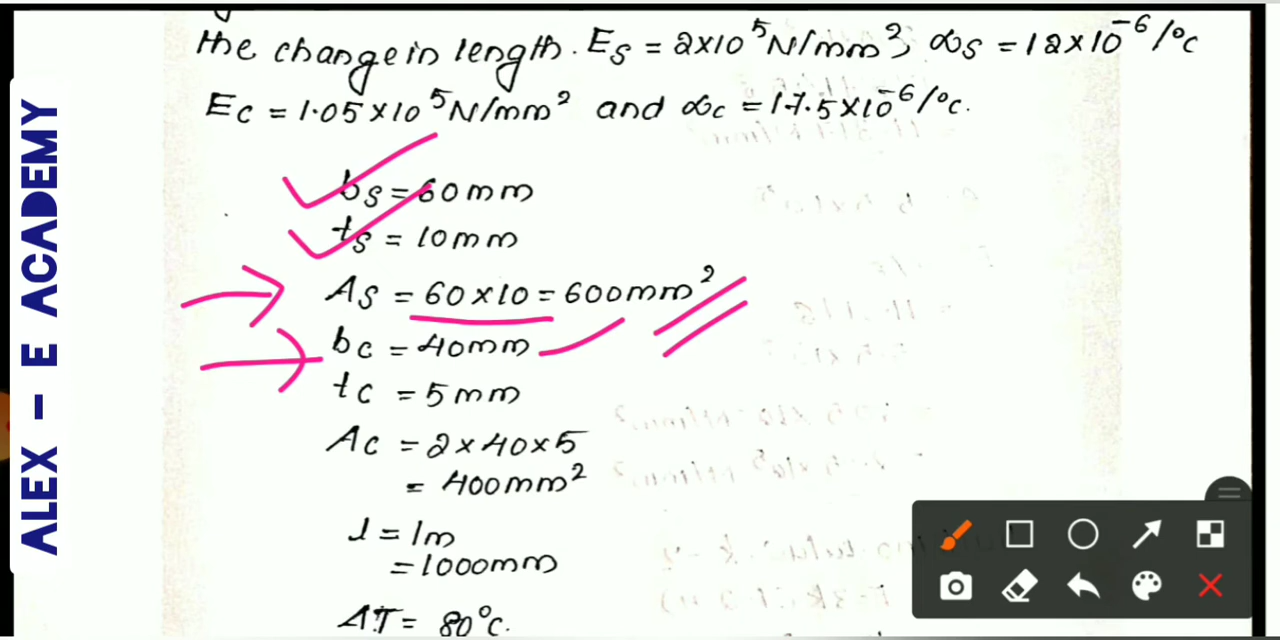 the change in length. Es = 2×10⁵N/mm², αs = 12×10⁻⁶/°c
Ec = 1.05×10⁵N/mm² and αc = 17.5×10⁻⁶/°c.
bs = 60mm
ts = 10mm
As = 60×10 = 600mm²
bc = 40mm
tc = 5mm
Ac = 2×40×5
= 400mm²
l = 1m
= 1000mm
ΔT = 80°c.
ALEX - E ACADEMY